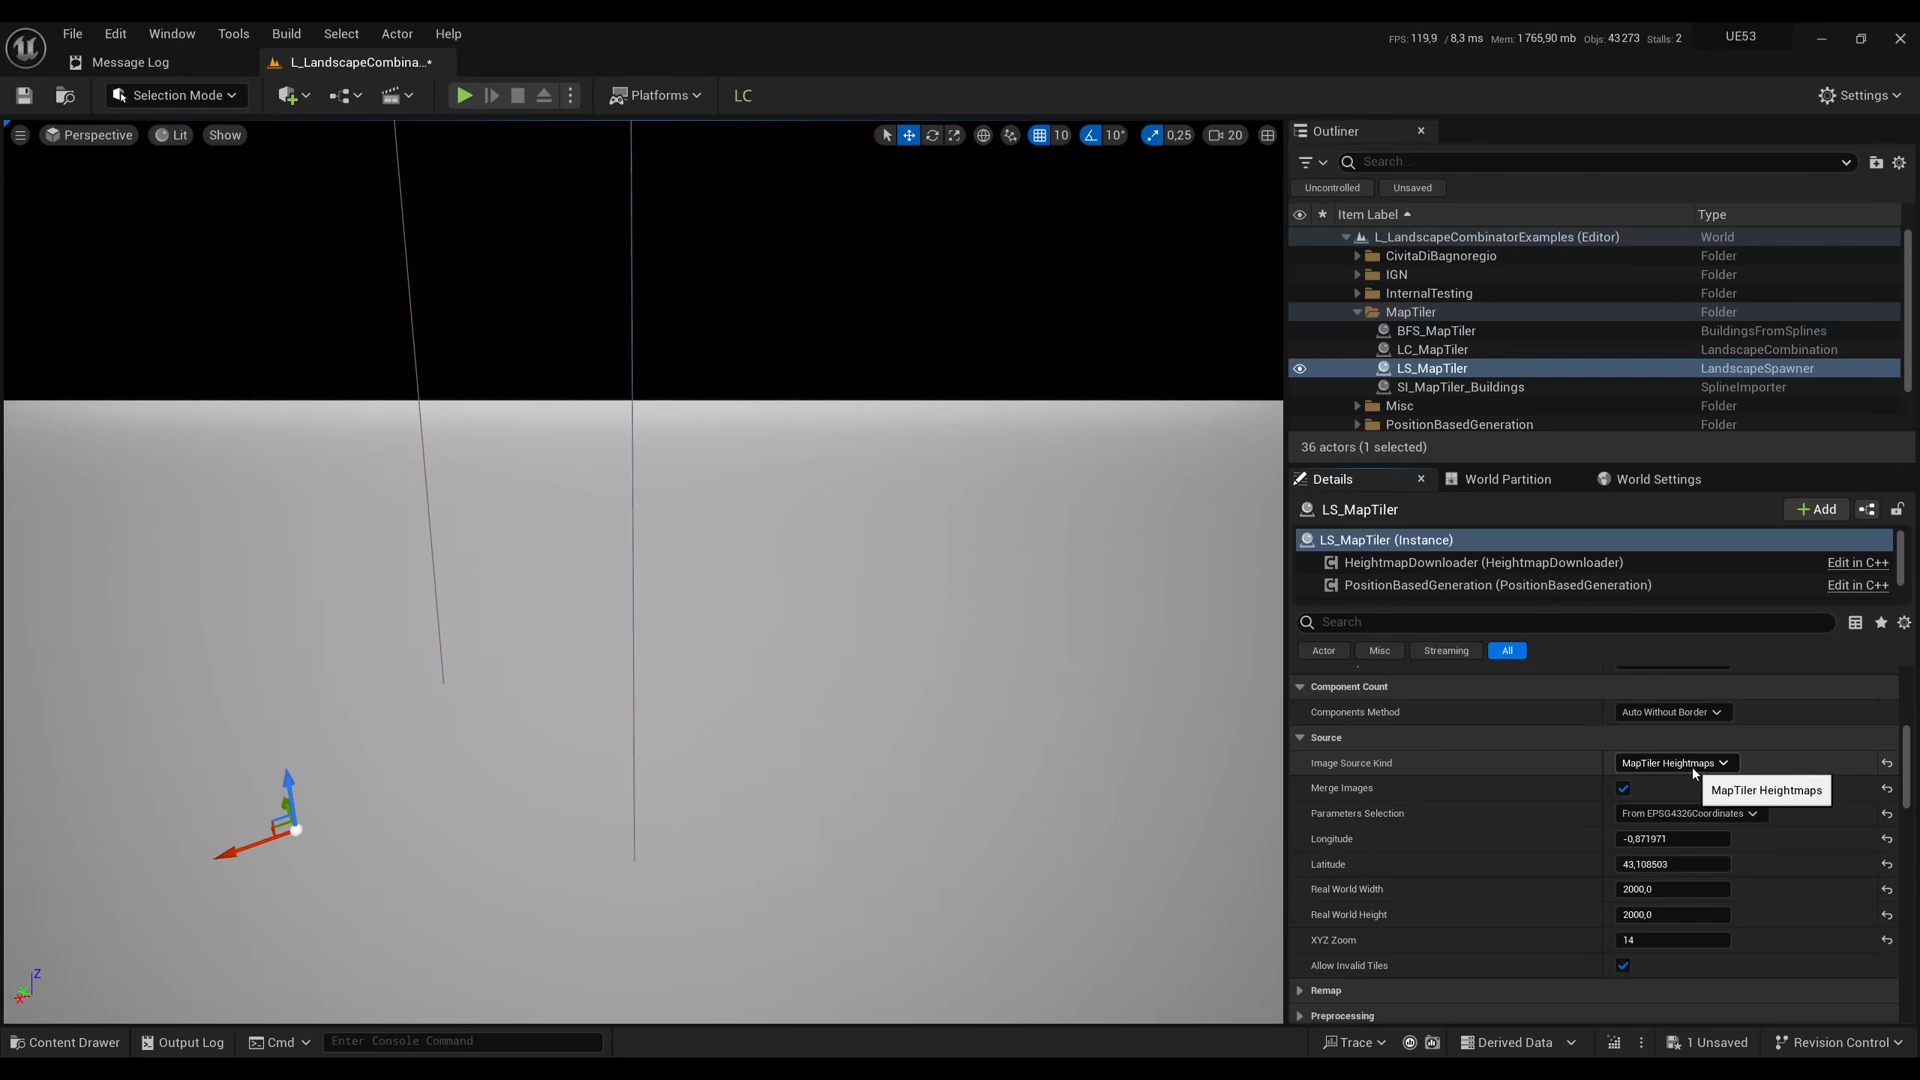 File Edit Window Tools Build Select Actor Help
FPS: 119,9 / 8,3 ms Mem: 1 765,90 mb Objs: 43 273 Stalls: 2 UE53
Message Log L_LandscapeCombina...*
Selection Mode Platforms LC Settings
Perspective Lit Show 10 10° 0,25 20
Outliner
Search...
Uncontrolled Unsaved
Item Label Type
L_LandscapeCombinatorExamples (Editor) World
CivitaDiBagnoregio Folder
IGN Folder
InternalTesting Folder
MapTiler Folder
BFS_MapTiler BuildingsFromSplines
LC_MapTiler LandscapeCombination
LS_MapTiler LandscapeSpawner
SI_MapTiler_Buildings SplineImporter
Misc Folder
PositionBasedGeneration Folder
36 actors (1 selected)
Details World Partition World Settings
LS_MapTiler Add
LS_MapTiler (Instance)
HeightmapDownloader (HeightmapDownloader) Edit in C++
PositionBasedGeneration (PositionBasedGeneration) Edit in C++
Search
Actor Misc Streaming All
Component Count
Components Method Auto Without Border
Source
Image Source Kind MapTiler Heightmaps
Merge Images MapTiler Heightmaps
Parameters Selection From EPSG4326Coordinates
Longitude -0,871971
Latitude 43,108503
Real World Width 2000,0
Real World Height 2000,0
XYZ Zoom 14
Allow Invalid Tiles
Remap
Preprocessing
Z
Content Drawer Output Log Cmd Enter Console Command Trace Derived Data 1 Unsaved Revision Control